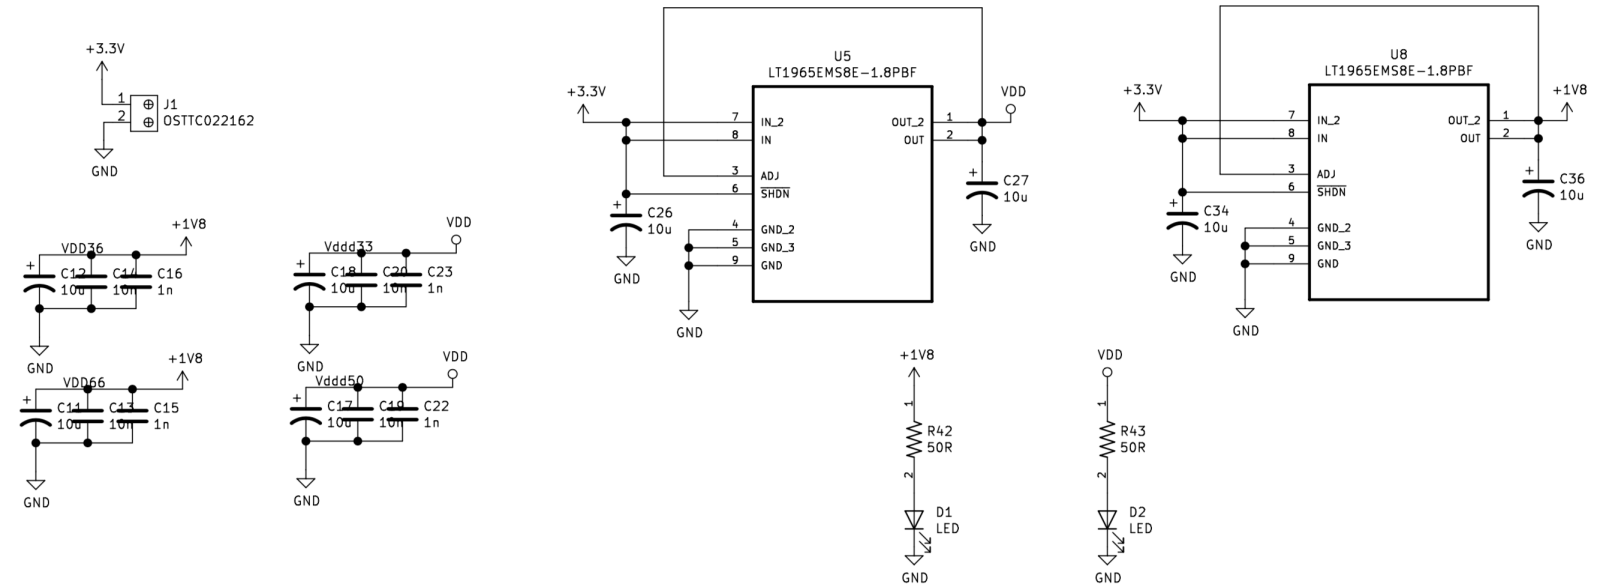 +3.3V
1
2
J1
OSTTC022162
GND
U5
LT1965EMS8E-1.8PBF
+3.3V
VDD
7 IN_2 OUT_2 1
8 IN OUT 2
3 ADJ
6 SHDN
4 GND_2
5 GND_3
9 GND
+ C26
10u
GND
+ C27
10u
GND
GND
U8
LT1965EMS8E-1.8PBF
+3.3V
+1V8
7 IN_2 OUT_2 1
8 IN OUT 2
3 ADJ
6 SHDN
4 GND_2
5 GND_3
9 GND
+ C34
10u
GND
+ C36
10u
GND
GND
+1V8
VDD36
+ C12 C14 C16
10u 10n 1n
GND
VDD
Vddd33
+ C18 C20 C23
10u 10n 1n
GND
+1V8
VDD66
+ C11 C13 C15
10u 10n 1n
GND
VDD
Vddd50
+ C17 C19 C22
10u 10n 1n
GND
+1V8
1
R42
50R
2
D1
LED
GND
VDD
1
R43
50R
2
D2
LED
GND